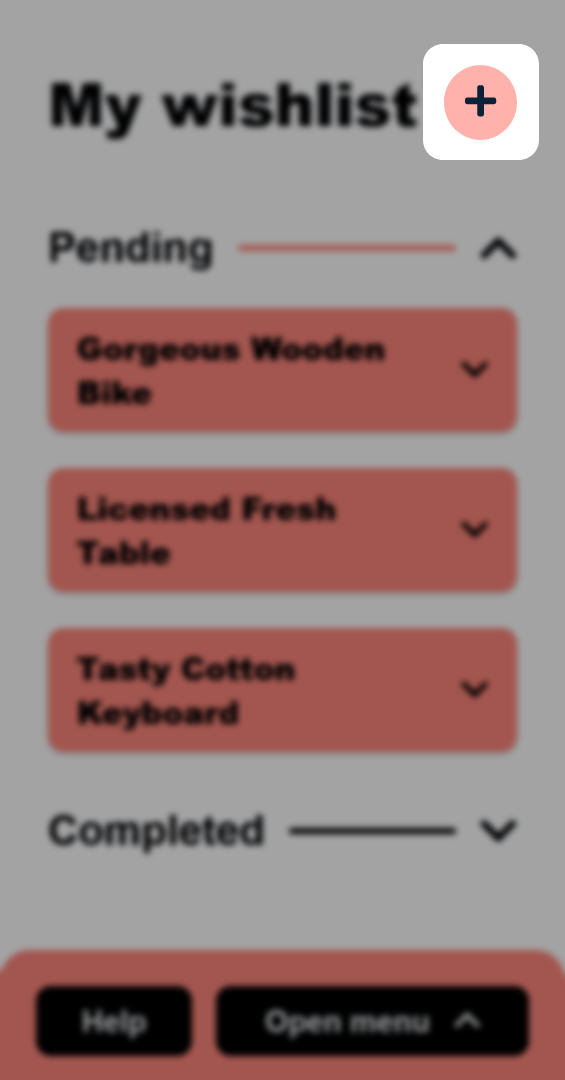 My wishlist
Pending
Gorgeous Wooden
Bike
Licensed Fresh
Table
Tasty Cotton
Keyboard
Completed
Help
Open menu